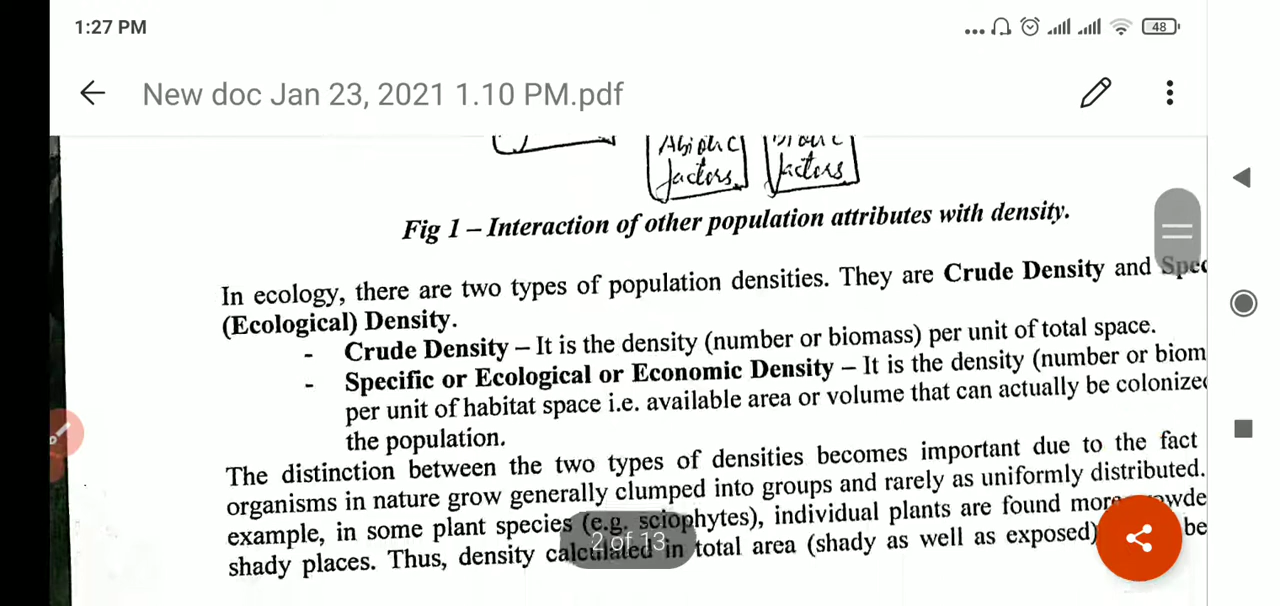 1:27 PM
48
New doc Jan 23, 2021 1.10 PM.pdf
Abiotic
factors
factors
Fig 1 – Interaction of other population attributes with density.
In ecology, there are two types of population densities. They are Crude Density and Spec
(Ecological) Density.
- Crude Density – It is the density (number or biomass) per unit of total space.
- Specific or Ecological or Economic Density – It is the density (number or biom
per unit of habitat space i.e. available area or volume that can actually be colonized
the population.
The distinction between the two types of densities becomes important due to the fact
organisms in nature grow generally clumped into groups and rarely as uniformly distributed.
example, in some plant species (e.g. sciophytes), individual plants are found more
shady places. Thus, density calculated in total area (shady as well as exposed) be
2 of 13